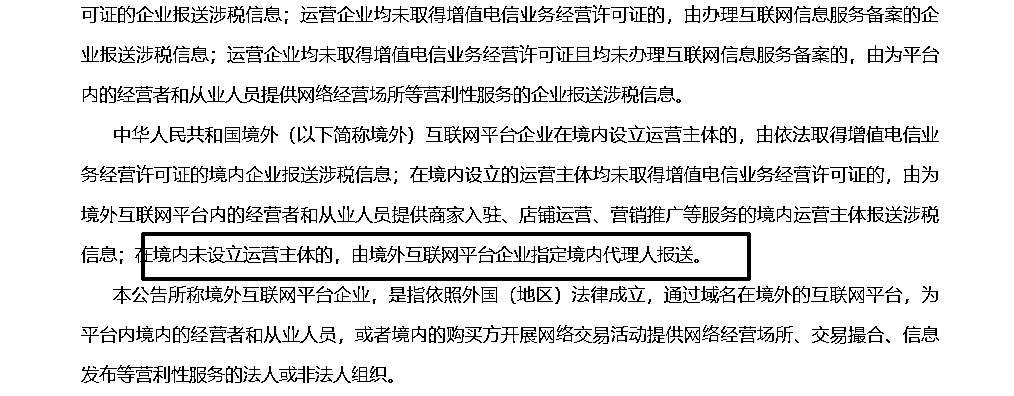 可证的企业报送涉税信息；运营企业均未取得增值电信业务经营许可证的，由办理互联网信息服务备案的企
业报送涉税信息；运营企业均未取得增值电信业务经营许可证且均未办理互联网信息服务备案的，由为平台
内的经营者和从业人员提供网络经营场所等营利性服务的企业报送涉税信息。
中华人民共和国境外（以下简称境外）互联网平台企业在境内设立运营主体的，由依法取得增值电信业
务经营许可证的境内企业报送涉税信息；在境内设立的运营主体均未取得增值电信业务经营许可证的，由为
境外互联网平台内的经营者和从业人员提供商家入驻、店铺运营、营销推广等服务的境内运营主体报送涉税
信息；在境内未设立运营主体的，由境外互联网平台企业指定境内代理人报送。
本公告所称境外互联网平台企业，是指依照外国（地区）法律成立，通过域名在境外的互联网平台，为
平台内境内的经营者和从业人员，或者境内的购买方开展网络交易活动提供网络经营场所、交易撮合、信息
发布等营利性服务的法人或非法人组织。